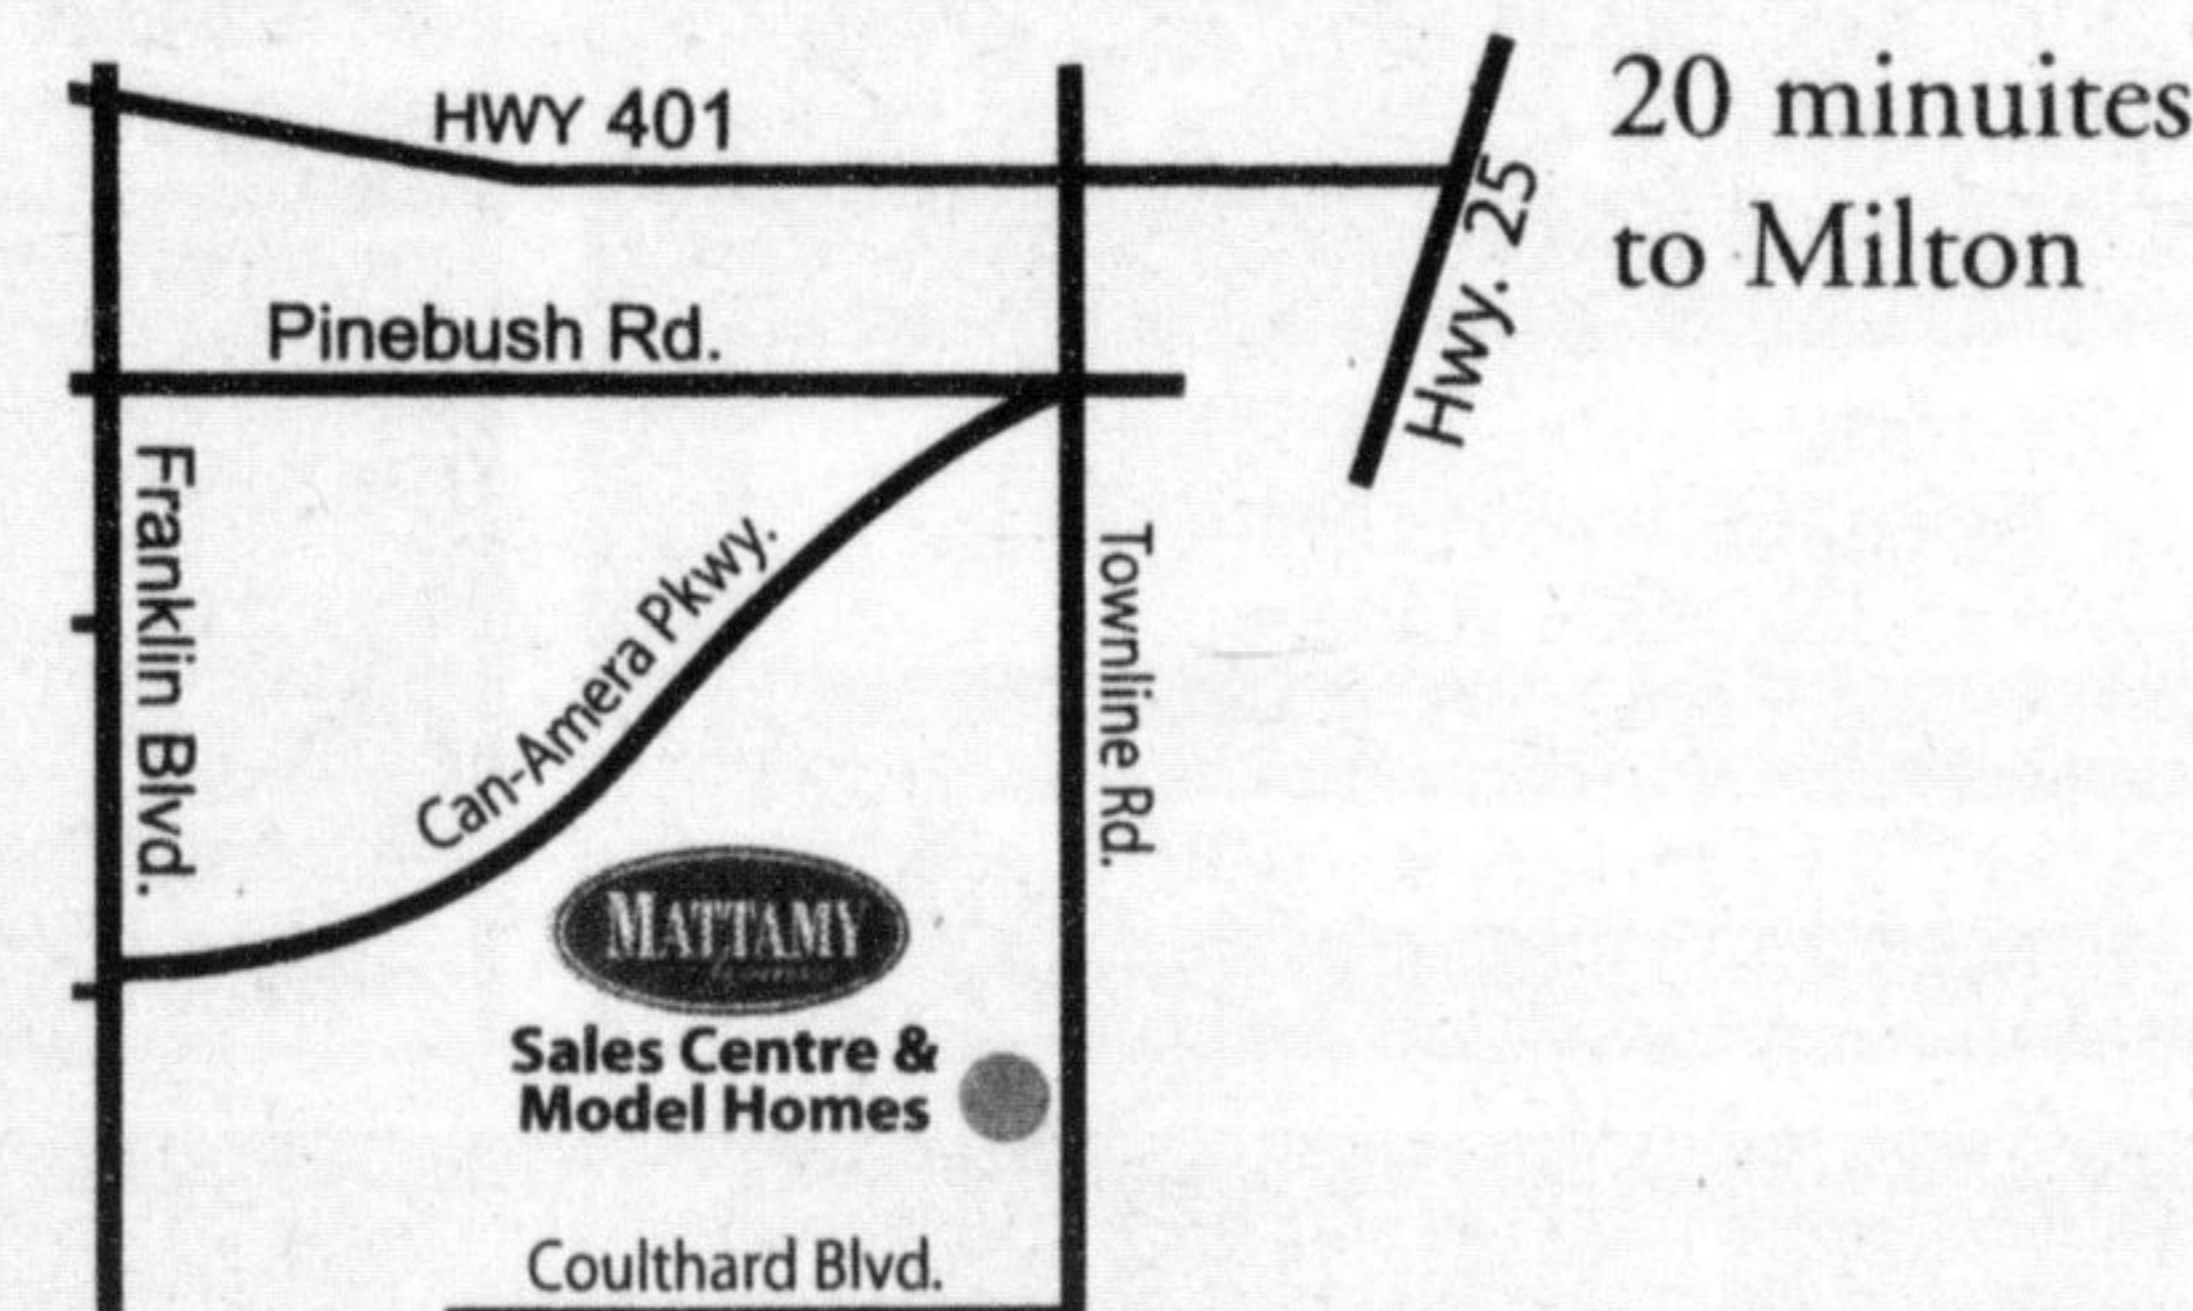 HWY 401
20 minuites
to Milton
Hwy. 25
Pinebush Rd.
Franklin Blvd.
Can-Amera Pkwy.
Townline Rd.
MATTAMY
Homes
Sales Centre &
Model Homes
Coulthard Blvd.